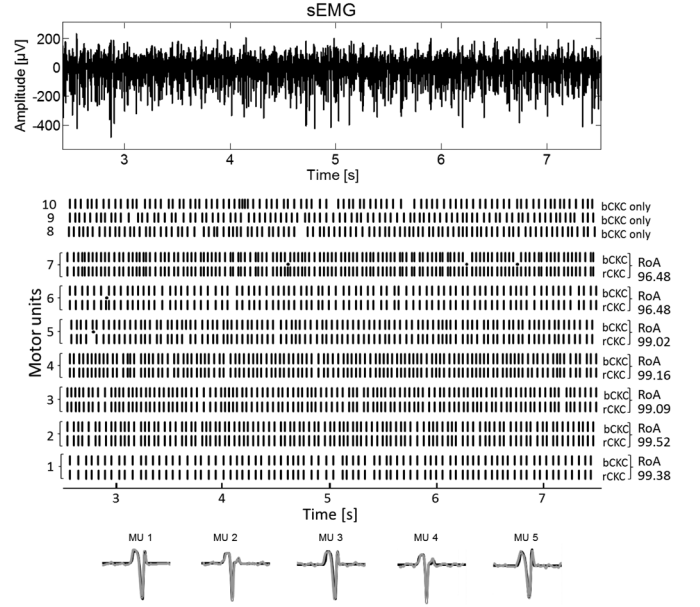 sEMG
Amplitude [µV]
200
0
-200
-400
3 4 5 6 7
Time [s]
Motor units
10 bCKC only
9 bCKC only
8 bCKC only
7 bCKC RoA
rCKC 96.48
6 bCKC RoA
rCKC 96.48
5 bCKC RoA
rCKC 99.02
4 bCKC RoA
rCKC 99.16
3 bCKC RoA
rCKC 99.09
2 bCKC RoA
rCKC 99.52
1 bCKC RoA
rCKC 99.38
3 4 5 6 7
Time [s]
MU 1 MU 2 MU 3 MU 4 MU 5